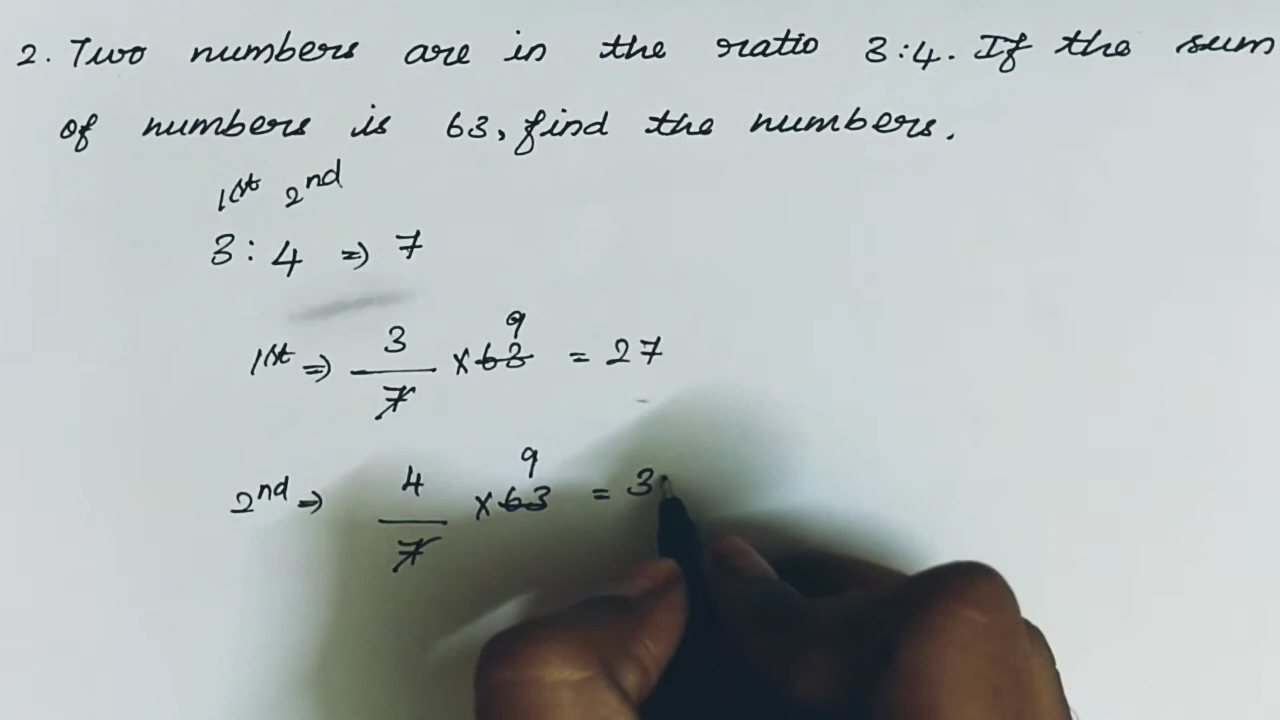 2. Two numbers are in the ratio 3:4. If the sum
of numbers is 63, find the numbers.
1st 2nd
3 : 4 ⇒ 7
1st ⇒ 3/7 × 63 9 = 27
2nd ⇒ 4/7 × 63 9 = 3